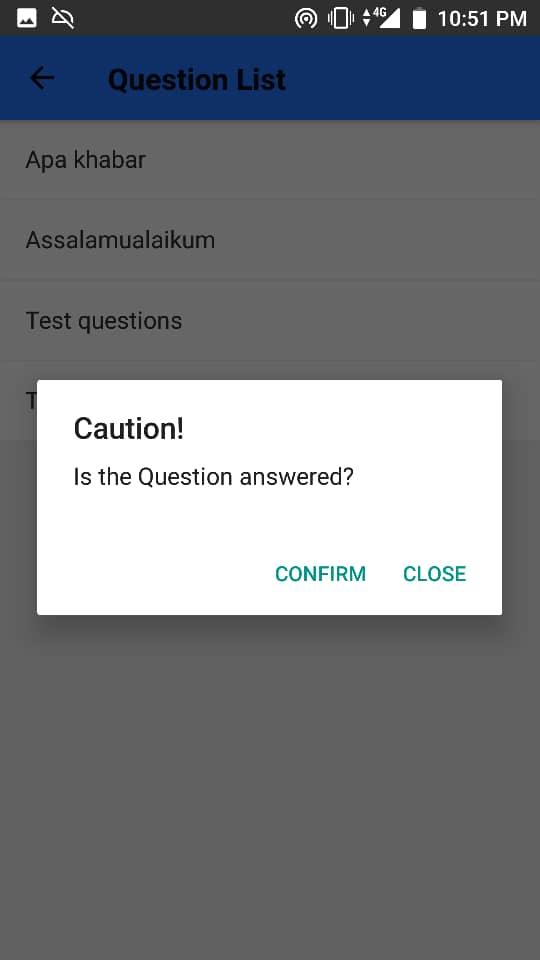 4G 10:51 PM
Question List
Apa khabar
Assalamualaikum
Test questions
Caution!
Is the Question answered?
CONFIRM CLOSE